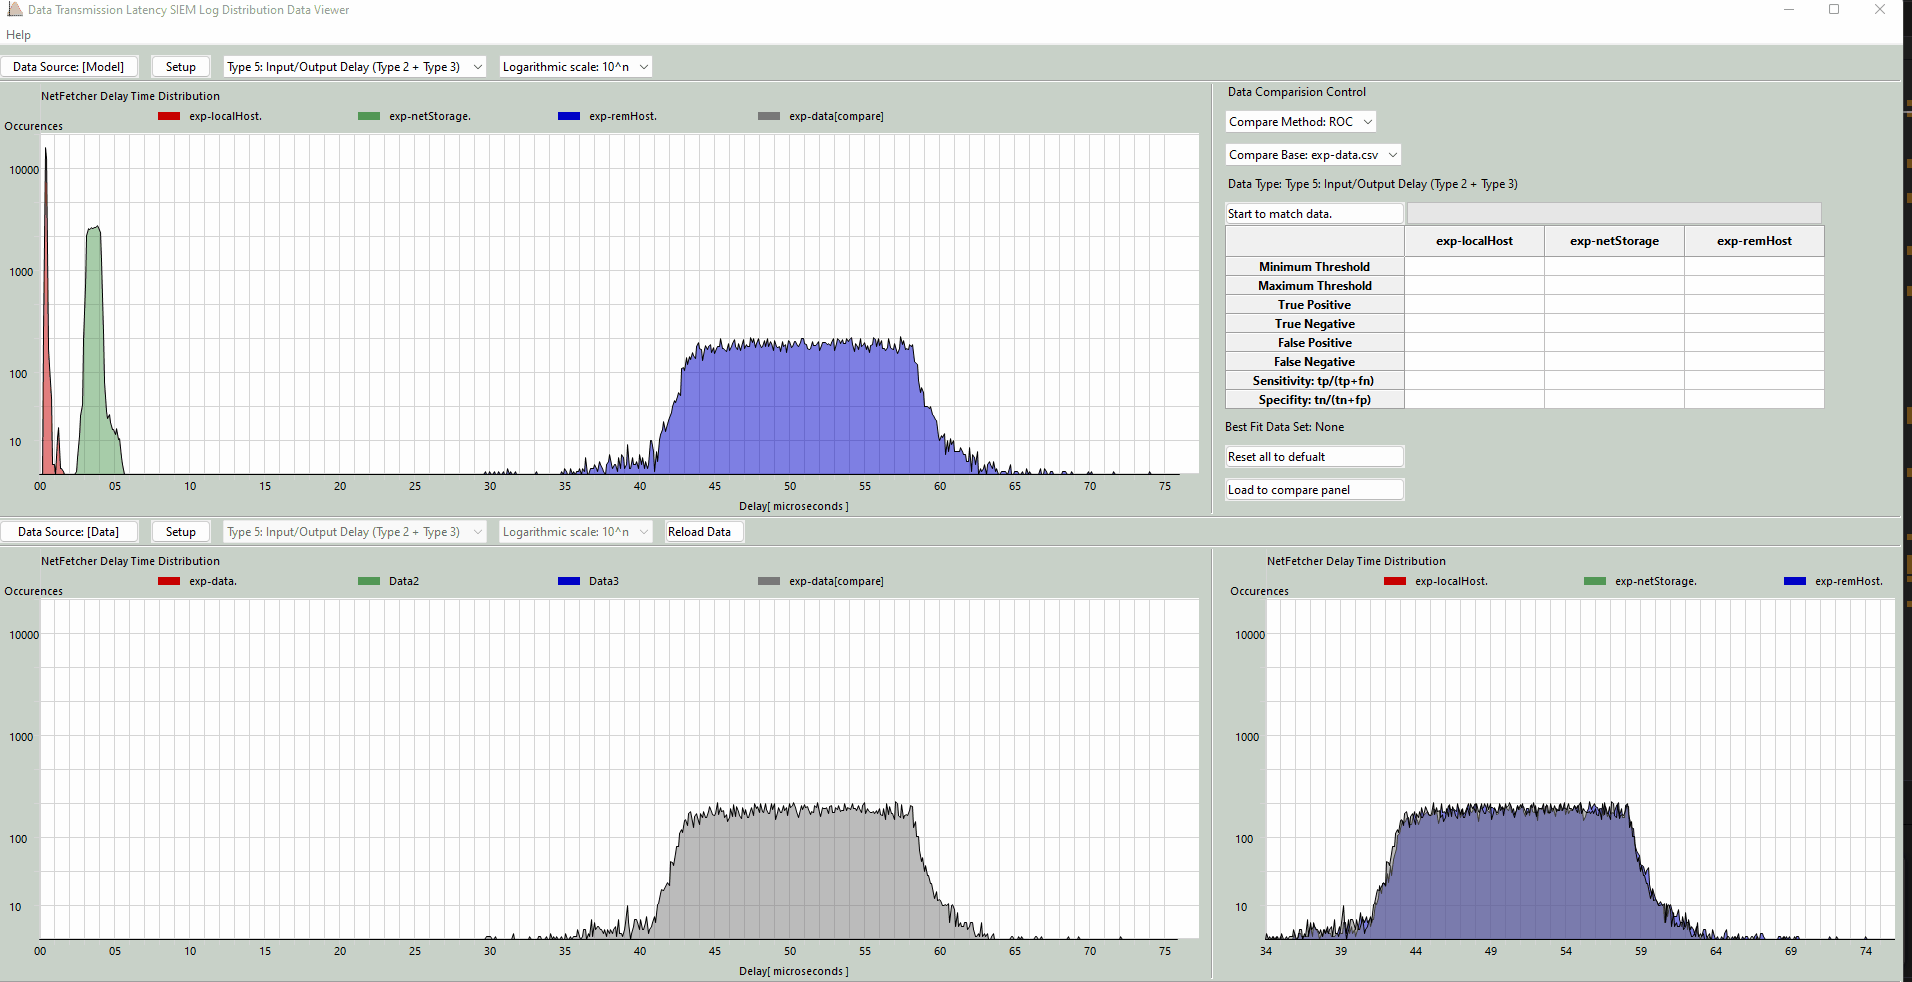 Data Transmission Latency SIEM Log Distribution Data Viewer
Help
Data Source: [Model] Setup Type 5: Input/Output Delay (Type 2 + Type 3) Logarithmic scale: 10^n
NetFetcher Delay Time Distribution
exp-localHost. exp-netStorage. exp-remHost. exp-data[compare]
Occurences
10000
1000
100
10
00 05 10 15 20 25 30 35 40 45 50 55 60 65 70 75
Delay[ microseconds ]
Data Comparision Control
Compare Method: ROC
Compare Base: exp-data.csv
Data Type: Type 5: Input/Output Delay (Type 2 + Type 3)
Start to match data.
exp-localHost exp-netStorage exp-remHost
Minimum Threshold
Maximum Threshold
True Positive
True Negative
False Positive
False Negative
Sensitivity: tp/(tp+fn)
Specifity: tn/(tn+fp)
Best Fit Data Set: None
Reset all to defualt
Load to compare panel
Data Source: [Data] Setup Type 5: Input/Output Delay (Type 2 + Type 3) Logarithmic scale: 10^n Reload Data
NetFetcher Delay Time Distribution
exp-data. Data2 Data3 exp-data[compare]
Occurences
10000
1000
100
10
00 05 10 15 20 25 30 35 40 45 50 55 60 65 70 75
Delay[ microseconds ]
NetFetcher Delay Time Distribution
exp-localHost. exp-netStorage. exp-remHost.
Occurences
10000
1000
100
10
34 39 44 49 54 59 64 69 74